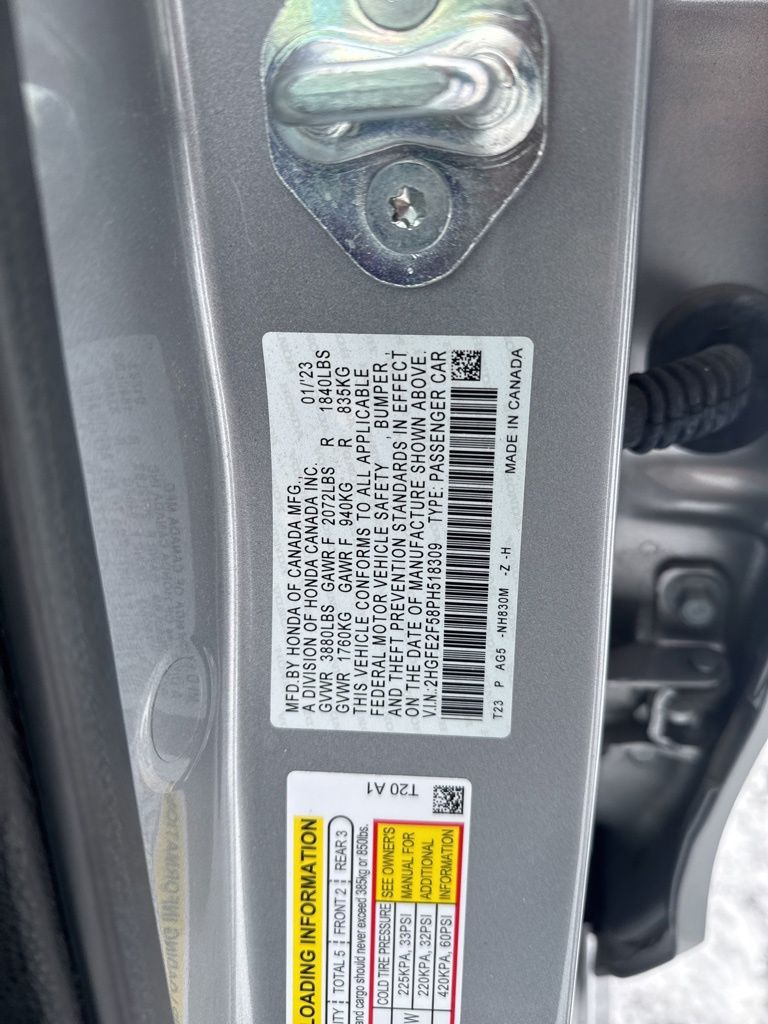 MFD.BY HONDA OF CANADA MFG., 01/'23
A DIVISION OF HONDA CANADA INC.
GVWR 3880LBS GAWR F 2072LBS R 1840LBS
GVWR 1760KG GAWR F 940KG R 835KG
THIS VEHICLE CONFORMS TO ALL APPLICABLE
FEDERAL MOTOR VEHICLE SAFETY ,BUMPER,
AND THEFT PREVENTION STANDARDS IN EFFECT
ON THE DATE OF MANUFACTURE SHOWN ABOVE.
V.I.N.:2HGFE2F58PH518309 TYPE: PASSENGER CAR
T23 P AG5 -NH830M -Z -H
MADE IN CANADA
T20 A1
LOADING INFORMATION
TOTAL 5 FRONT 2 REAR 3
and cargo should never exceed 385kg or 850lbs.
COLD TIRE PRESSURE SEE OWNER'S
225KPA, 33PSI MANUAL FOR
220KPA, 32PSI ADDITIONAL
420KPA, 60PSI INFORMATION